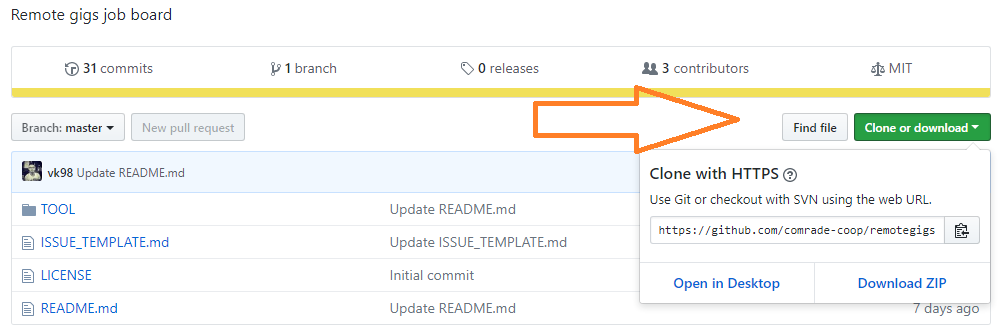 Remote gigs job board
31 commits 1 branch 0 releases 3 contributors MIT
Branch: master New pull request Find file Clone or download
vk98 Update README.md
Clone with HTTPS ?
Use Git or checkout with SVN using the web URL.
TOOL Update README.md
https://github.com/comrade-coop/remotegigs
ISSUE_TEMPLATE.md Update ISSUE_TEMPLATE.md
LICENSE Initial commit
Open in Desktop Download ZIP
README.md Update README.md 7 days ago